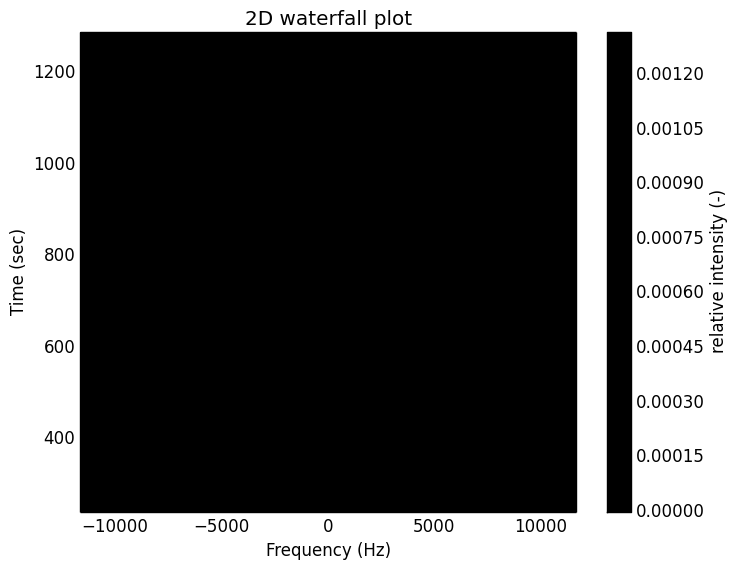 2D waterfall plot
1200
1000
800
600
400
Time (sec)
−10000 −5000 0 5000 10000
Frequency (Hz)
0.00120
0.00105
0.00090
0.00075
0.00060
0.00045
0.00030
0.00015
0.00000
relative intensity (-)